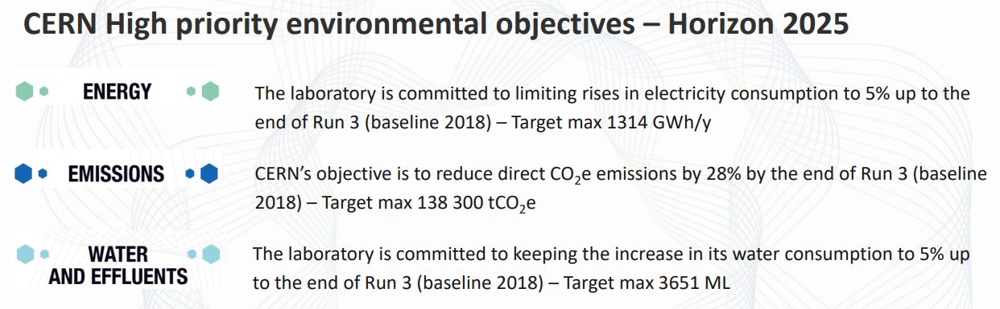 CERN High priority environmental objectives – Horizon 2025
ENERGY
The laboratory is committed to limiting rises in electricity consumption to 5% up to the
end of Run 3 (baseline 2018) – Target max 1314 GWh/y
EMISSIONS
CERN’s objective is to reduce direct CO₂e emissions by 28% by the end of Run 3 (baseline
2018) – Target max 138 300 tCO₂e
WATER
AND EFFLUENTS
The laboratory is committed to keeping the increase in its water consumption to 5% up
to the end of Run 3 (baseline 2018) – Target max 3651 ML